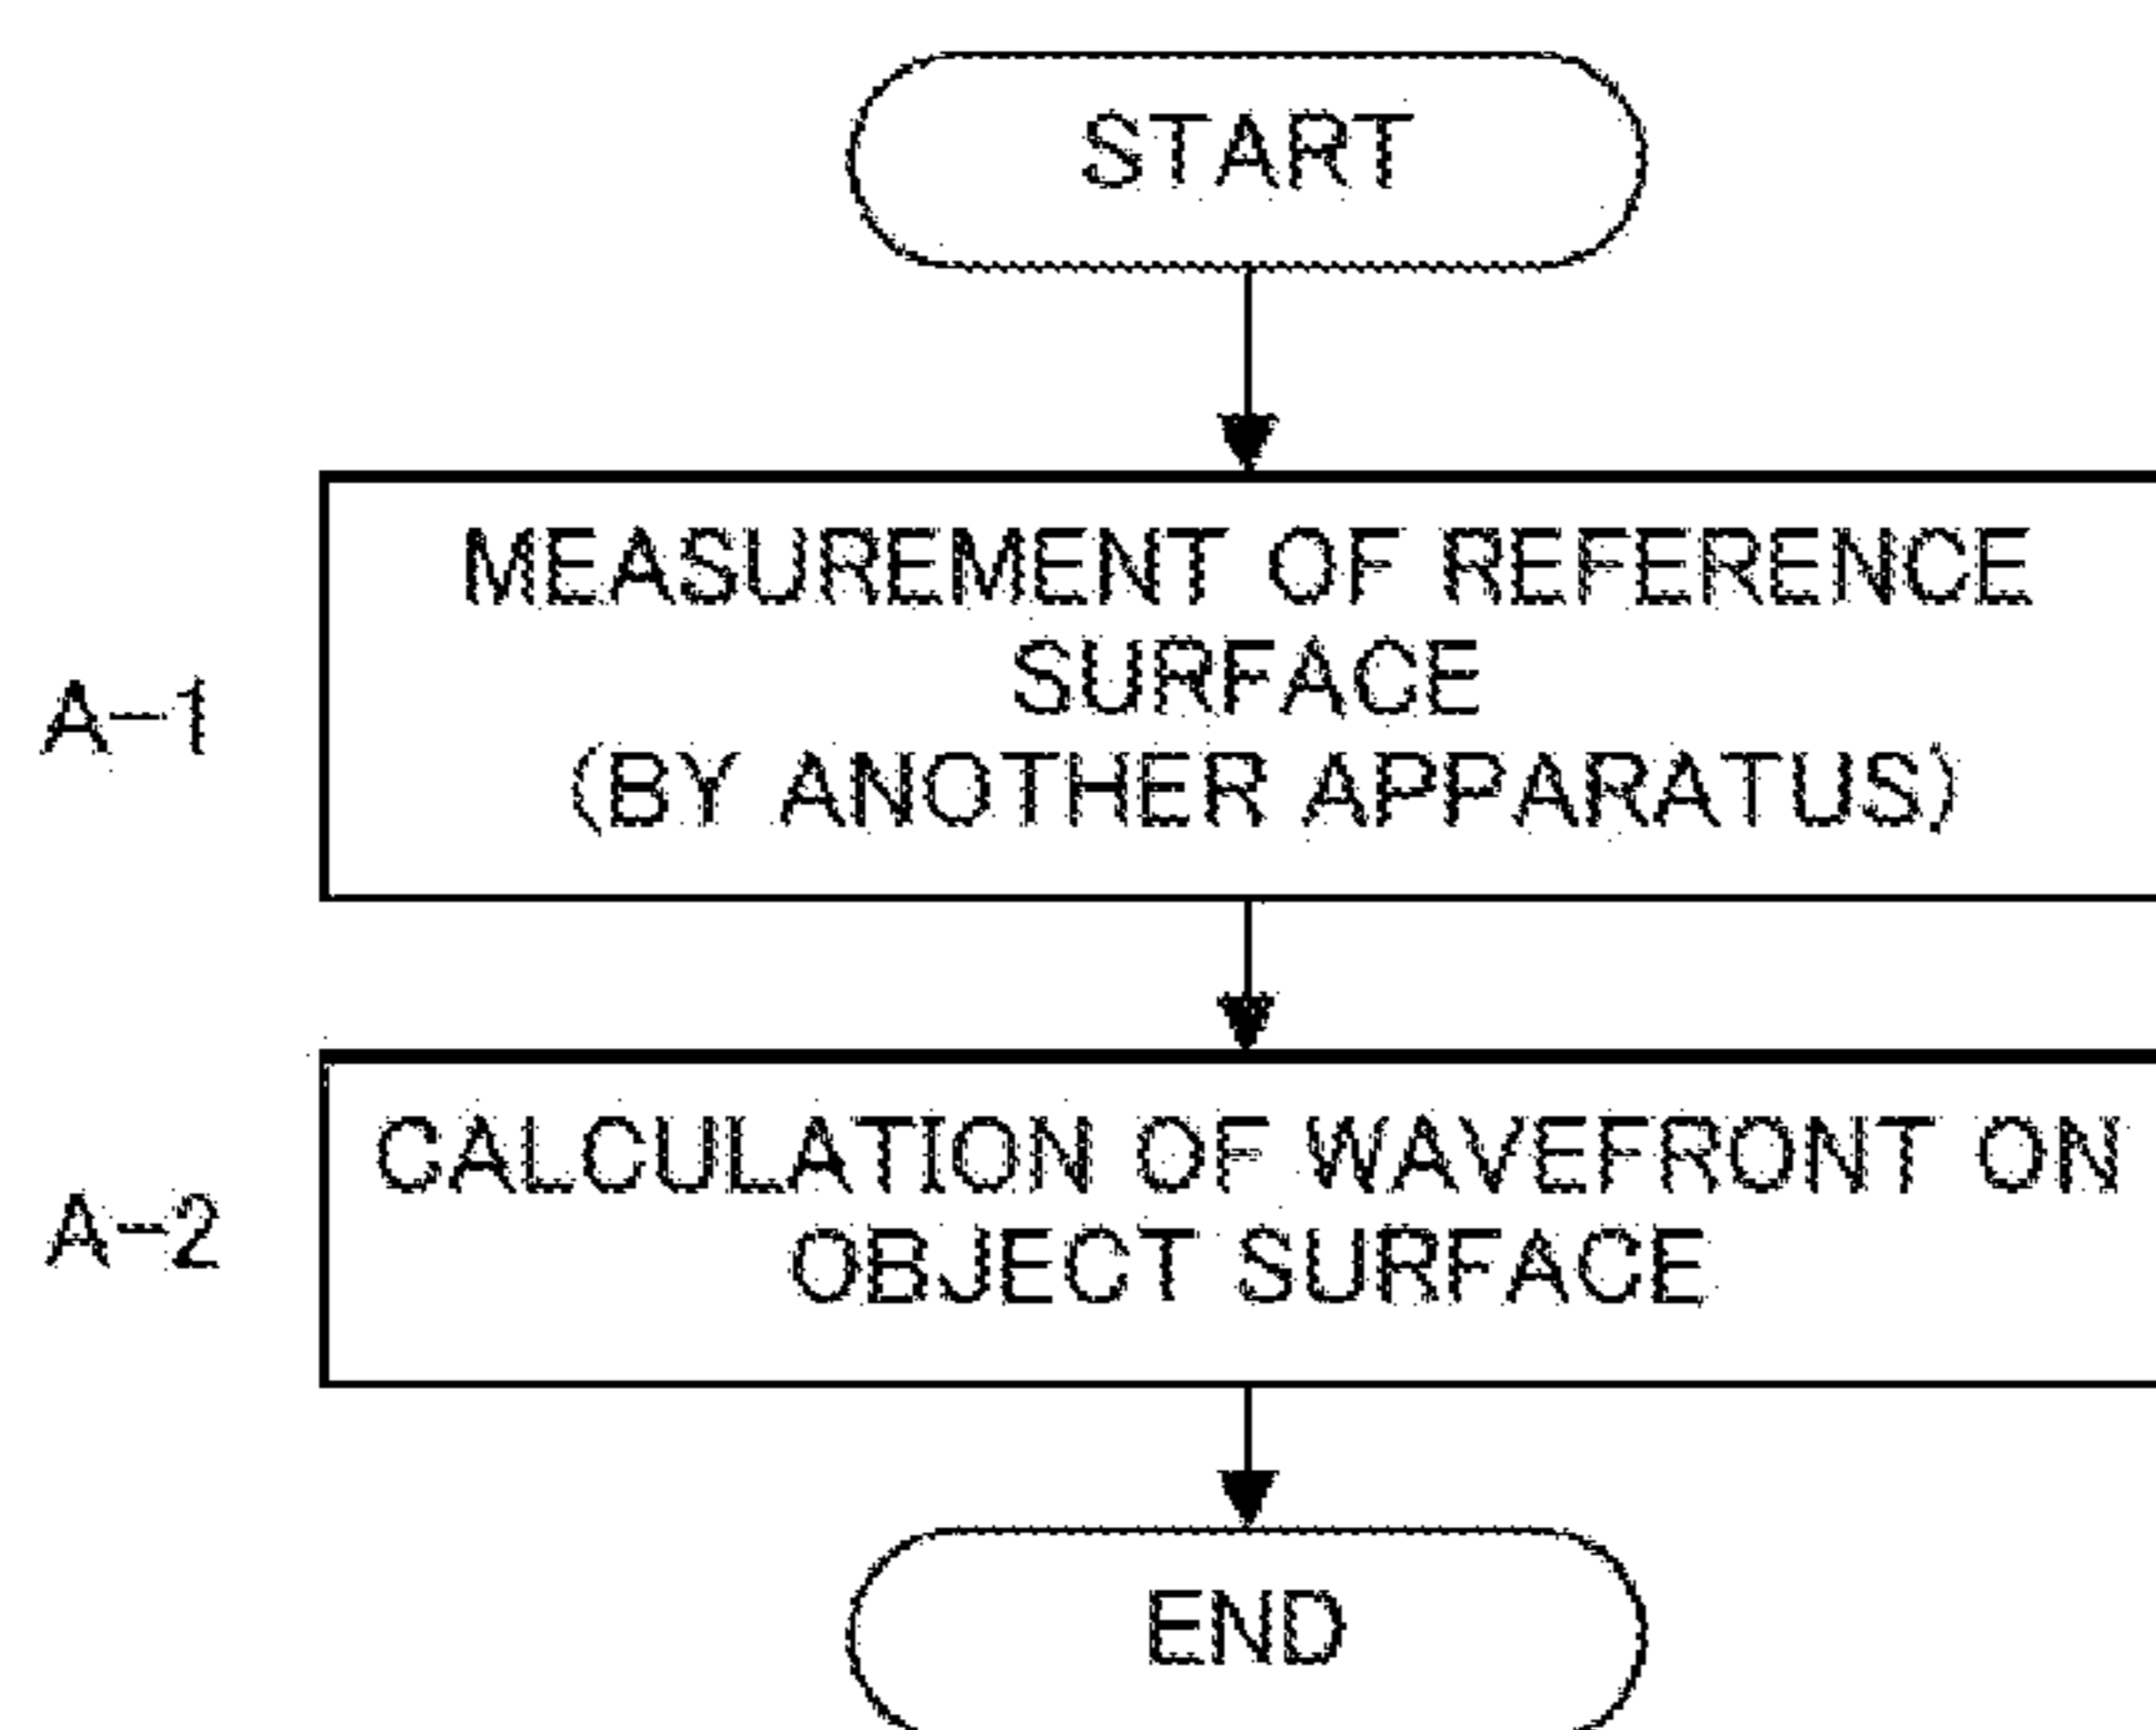 START
MEASUREMENT OF REFERENCE
SURFACE
(BY ANOTHER APPARATUS)
A-1
CALCULATION OF WAVEFRONT ON
OBJECT SURFACE
A-2
END